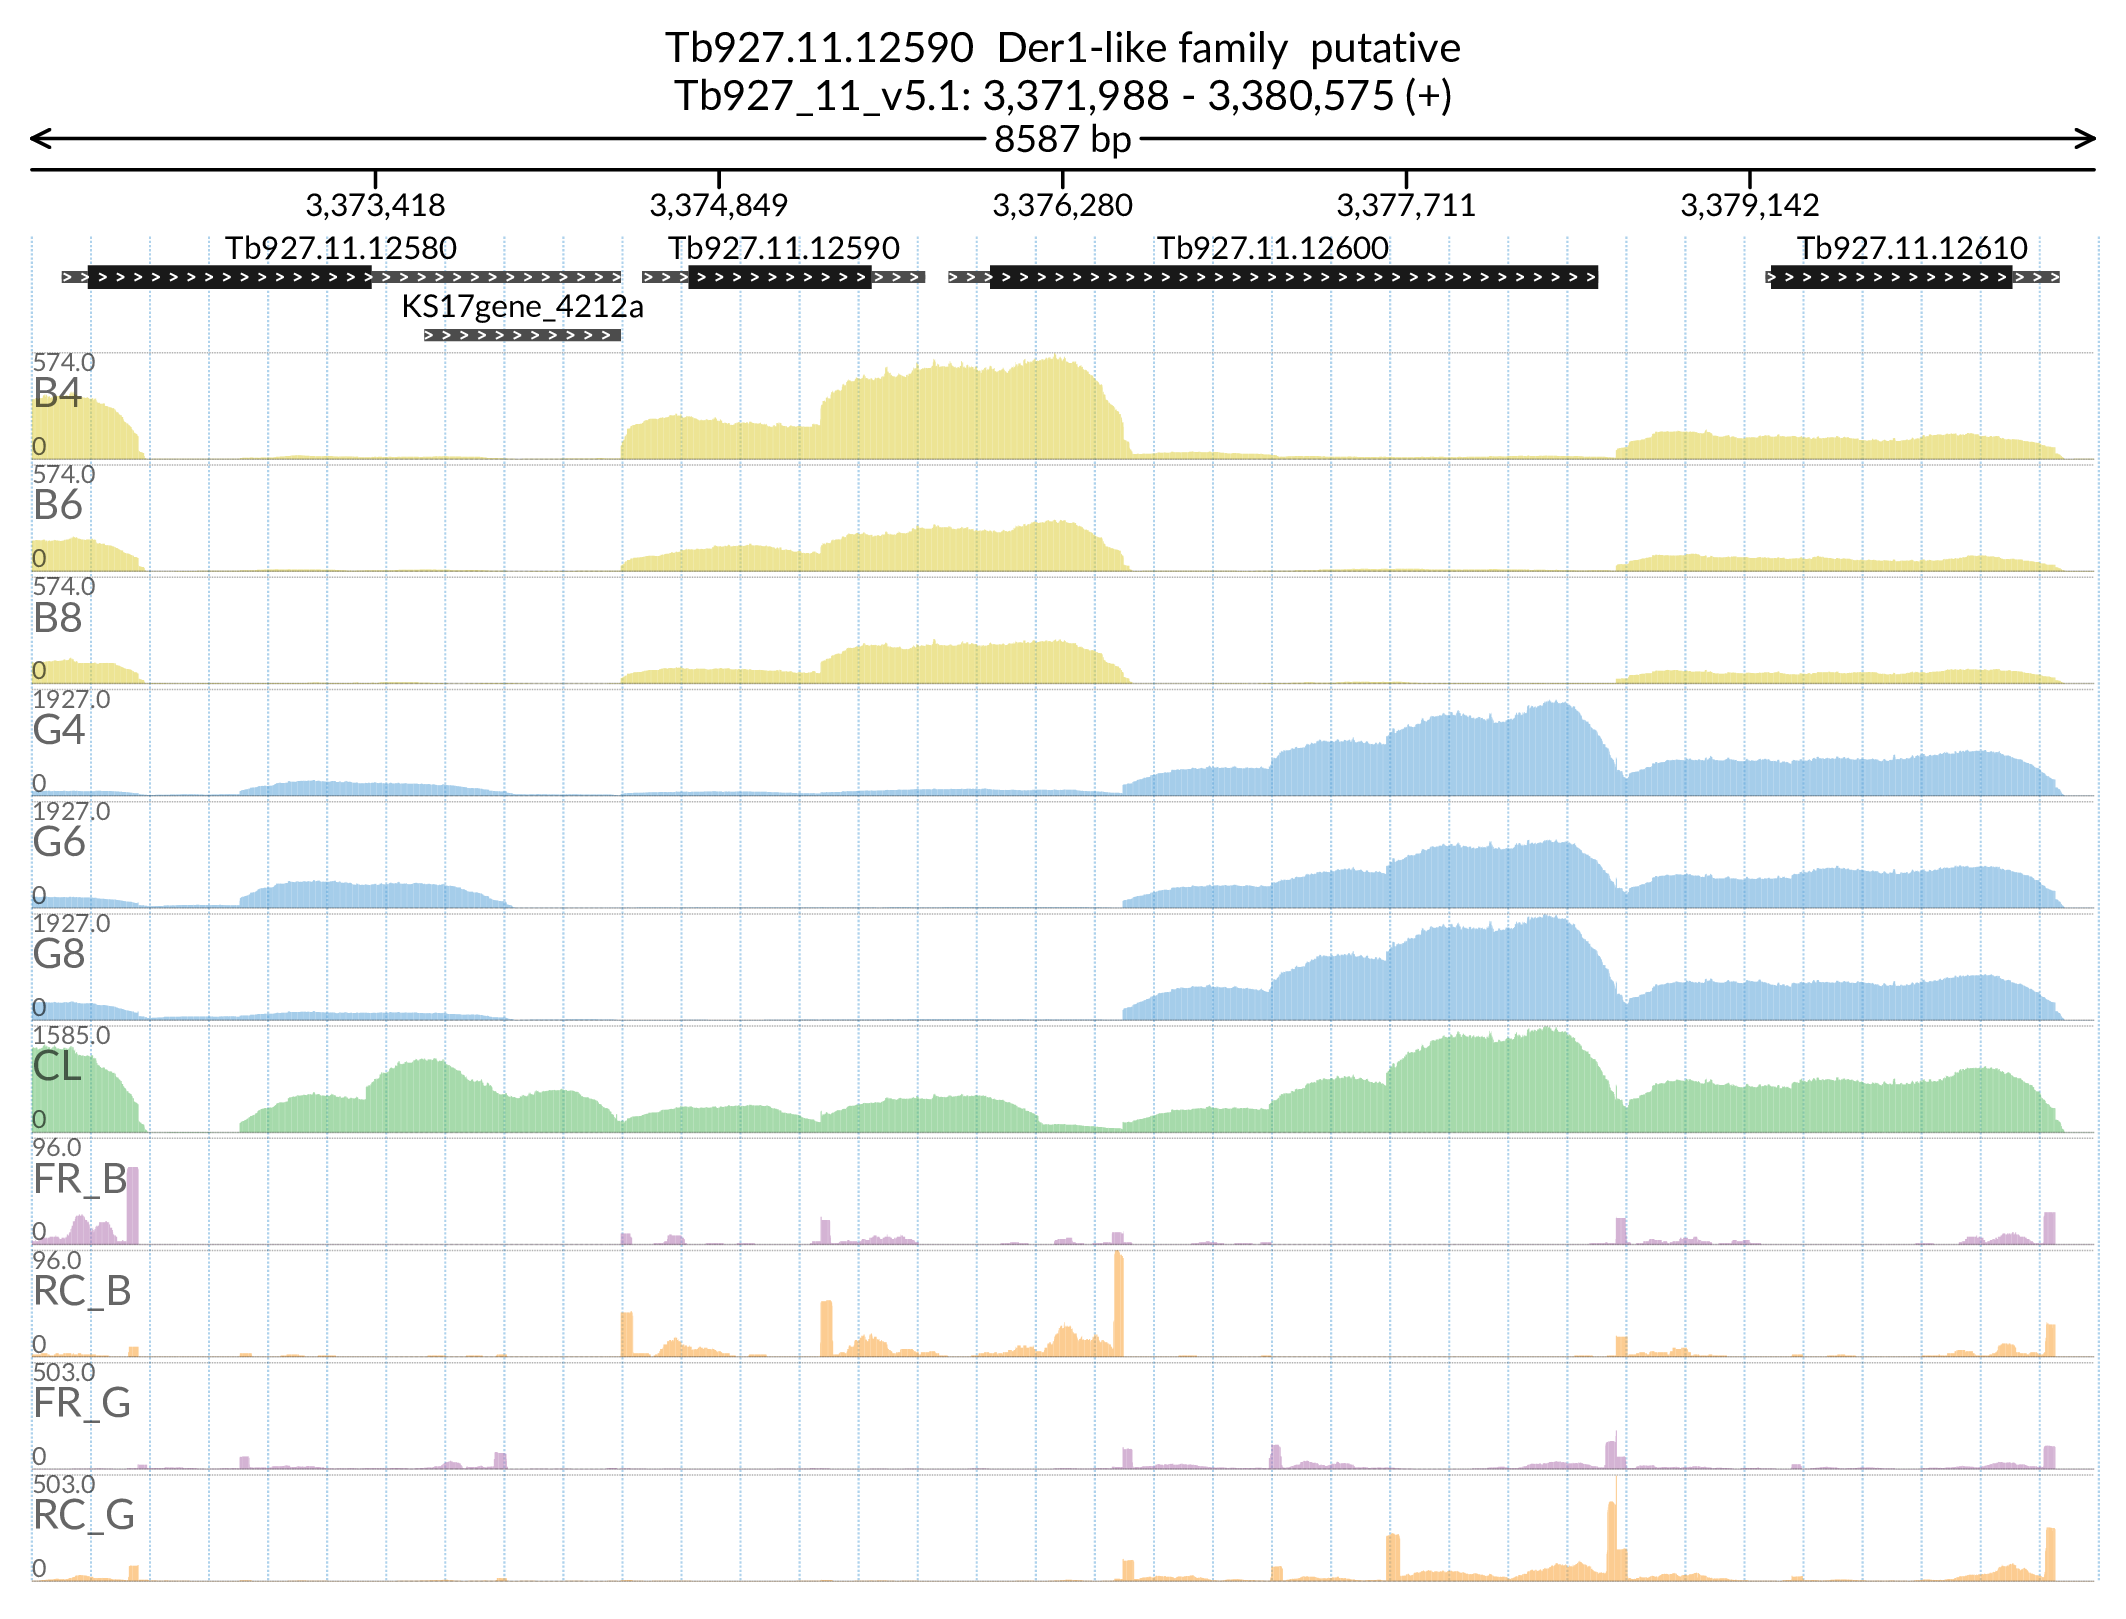 Tb927.11.12590  Der1-like family  putative
Tb927_11_v5.1: 3,371,988 - 3,380,575 (+)
8587 bp
3,373,418 3,374,849 3,376,280 3,377,711 3,379,142
Tb927.11.12580 Tb927.11.12590 Tb927.11.12600 Tb927.11.12610
KS17gene_4212a
574.0
B4
0
574.0
B6
0
574.0
B8
0
1927.0
G4
0
1927.0
G6
0
1927.0
G8
0
1585.0
CL
0
96.0
FR_B
0
96.0
RC_B
0
503.0
FR_G
0
503.0
RC_G
0